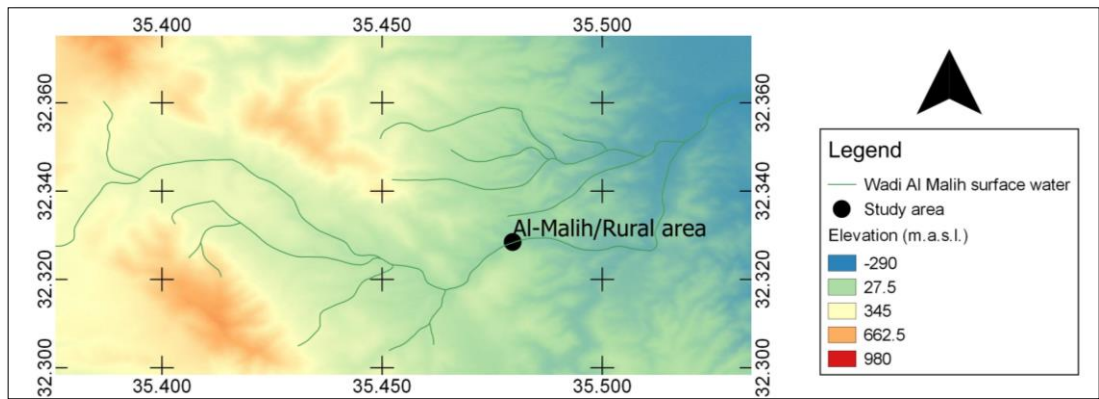 35.400 35.450 35.500
32.360 32.360
32.340 32.340
32.320 32.320
32.300 32.300
Al-Malih/Rural area
35.400 35.450 35.500
Legend
Wadi Al Malih surface water
Study area
Elevation (m.a.s.l.)
-290
27.5
345
662.5
980